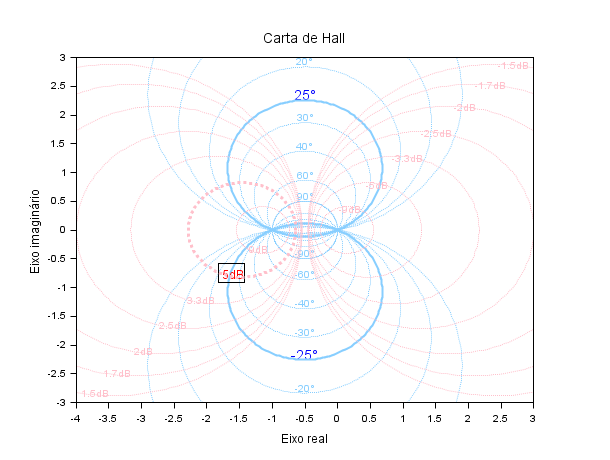 Carta de Hall
Eixo imaginário
3
2.5
2
1.5
1
0.5
0
-0.5
-1
-1.5
-2
-2.5
-3
20°
25°
30°
40°
60°
90°
-90°
-60°
-40°
-30°
-25°
-20°
-1.5dB
-1.7dB
-2dB
-2.5dB
-3.3dB
-5dB
-9dB
9dB
5dB
3.3dB
2.5dB
2dB
1.7dB
1.5dB
-4 -3.5 -3 -2.5 -2 -1.5 -1 -0.5 0 0.5 1 1.5 2 2.5 3
Eixo real